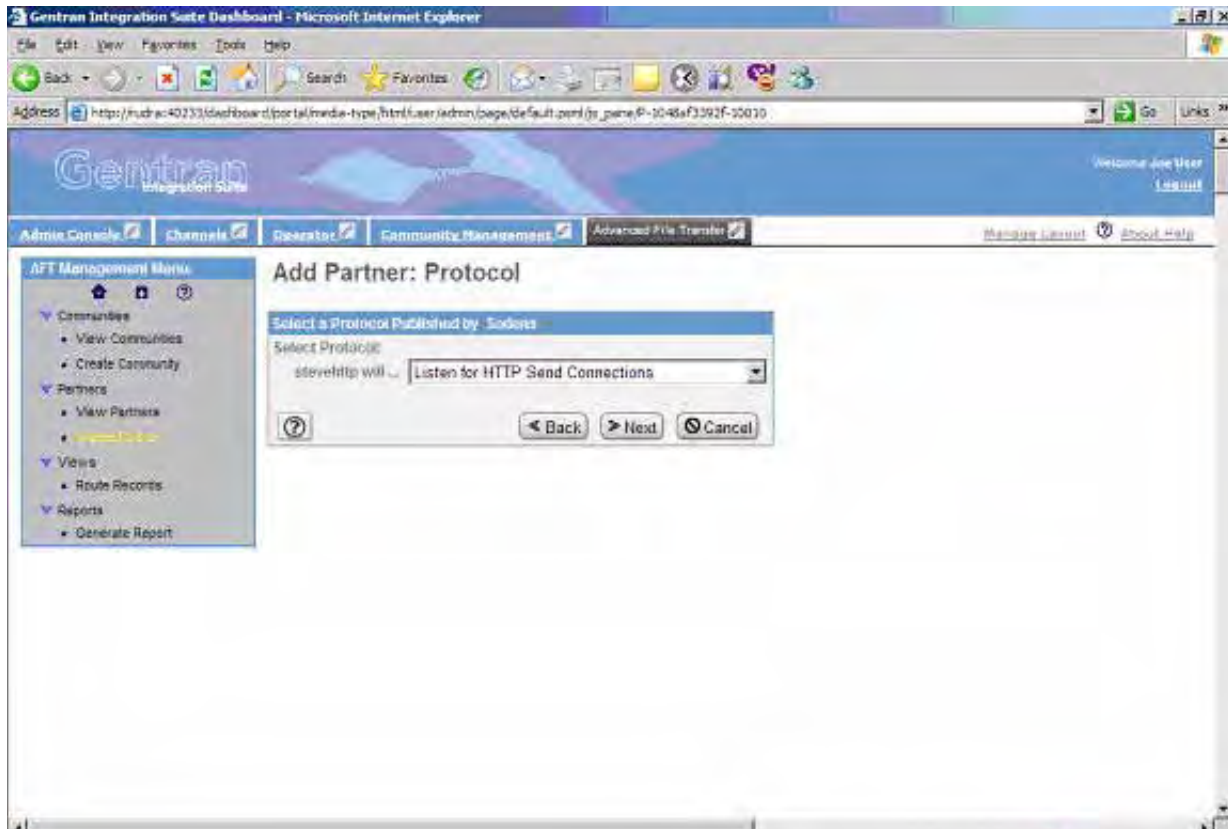 Gentran Integration Suite Dashboard - Microsoft Internet Explorer
File Edit View Favorites Tools Help
Back Search Favorites
Address Go Links
Gentran
Integration Suite
Welcome Joe User
Logout
Admin Console Channels Operator Community Management Advanced File Transfer Manage Layout About Help
AFT Management Menu
Communities
View Communities
Create Community
Partners
View Partners
Views
Route Records
Reports
Generate Report
Add Partner: Protocol
Select a Protocol Published by
Select Protocol:
stevehttp will ... Listen for HTTP Send Connections
Back Next Cancel